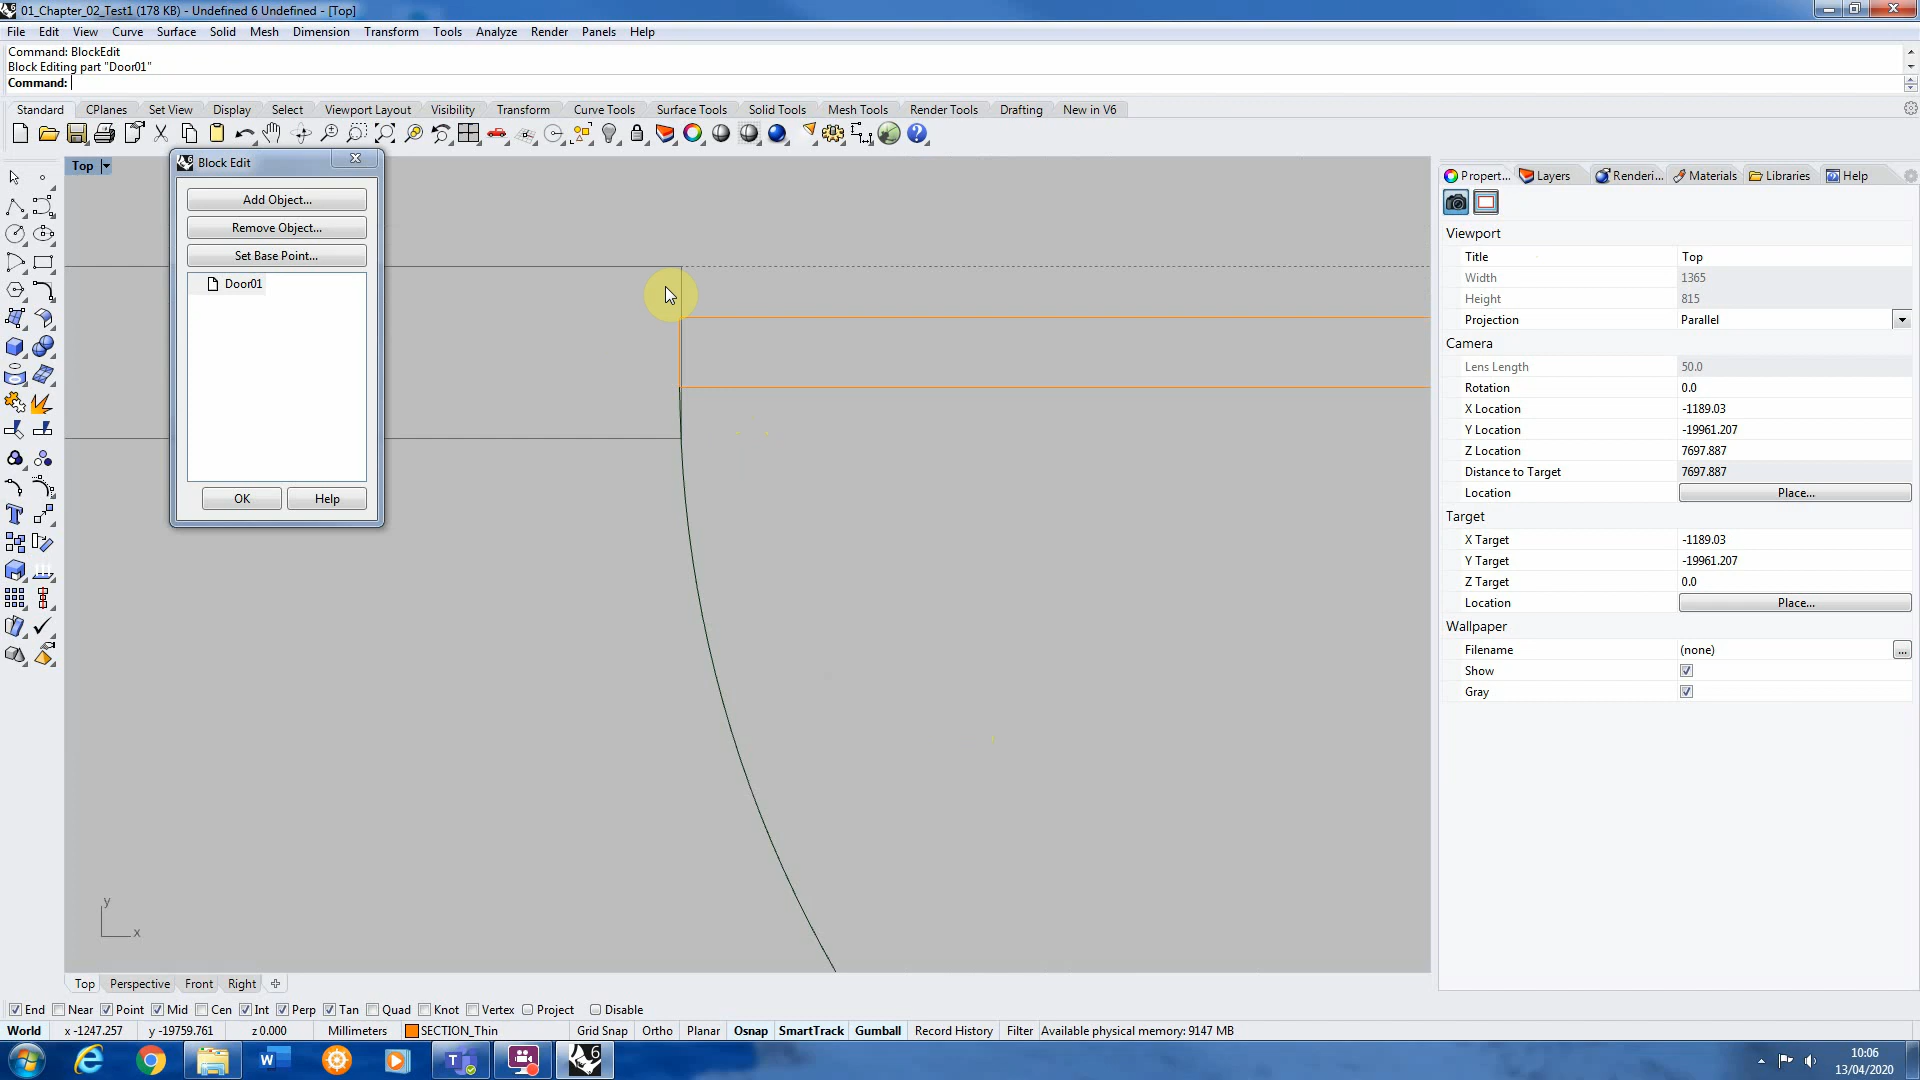 01_Chapter_02_Test1 (178 KB) - Undefined 6 Undefined - [Top]
File Edit View Curve Surface Solid Mesh Dimension Transform Tools Analyze Render Panels Help
Command: BlockEdit
Block Editing part "Door01"
Command:
Standard CPlanes Set View Display Select Viewport Layout Visibility Transform Curve Tools Surface Tools Solid Tools Mesh Tools Render Tools Drafting New in V6
Top
Block Edit
Add Object...
Remove Object...
Set Base Point...
Door01
OK Help
Propert... Layers Renderi... Materials Libraries Help
Viewport
Title Top
Width 1365
Height 815
Projection Parallel
Camera
Lens Length 50.0
Rotation 0.0
X Location -1189.03
Y Location -19961.207
Z Location 7697.887
Distance to Target 7697.887
Location Place...
Target
X Target -1189.03
Y Target -19961.207
Z Target 0.0
Location Place...
Wallpaper
Filename (none) ...
Show
Gray
y
x
Top Perspective Front Right
End Near Point Mid Cen Int Perp Tan Quad Knot Vertex Project Disable
World x -1247.257 y -19759.761 z 0.000 Millimeters SECTION_Thin Grid Snap Ortho Planar Osnap SmartTrack Gumball Record History Filter Available physical memory: 9147 MB
10:06
13/04/2020